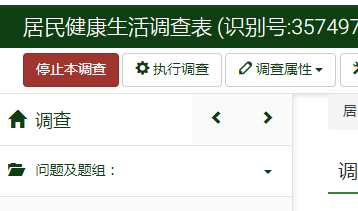 居民健康生活调查表 (识别号:357497
停止本调查 执行调查 调查属性
调查
居
问题及题组：
调